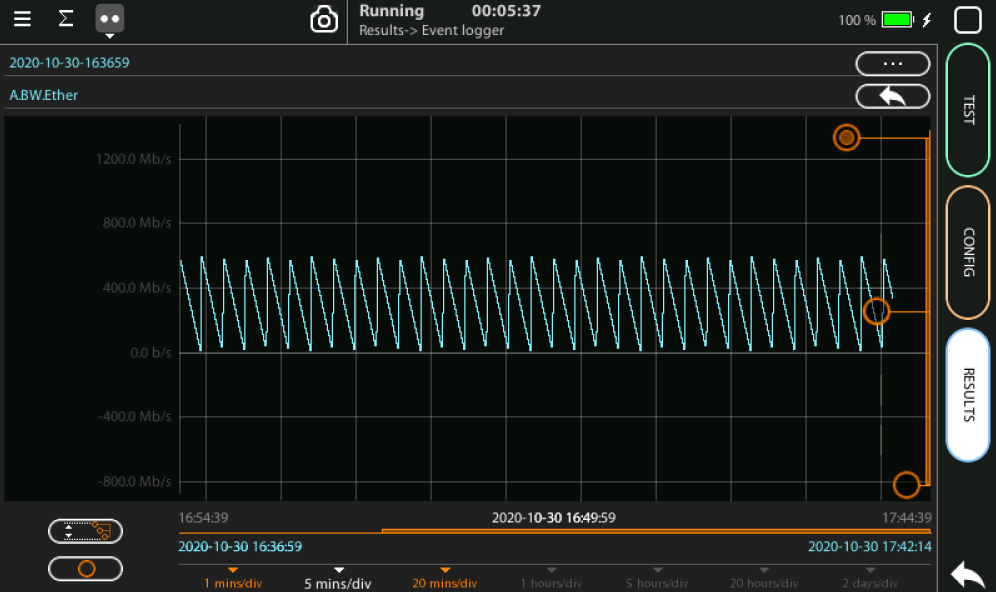 Σ
Running 00:05:37
Results-> Event logger
100 %
2020-10-30-163659
...
A.BW.Ether
TEST
CONFIG
RESULTS
1200.0 Mb/s
800.0 Mb/s
400.0 Mb/s
0.0 b/s
-400.0 Mb/s
-800.0 Mb/s
16:54:39 2020-10-30 16:49:59 17:44:39
2020-10-30 16:36:59 2020-10-30 17:42:14
1 mins/div 5 mins/div 20 mins/div 1 hours/div 5 hours/div 20 hours/div 2 days/div